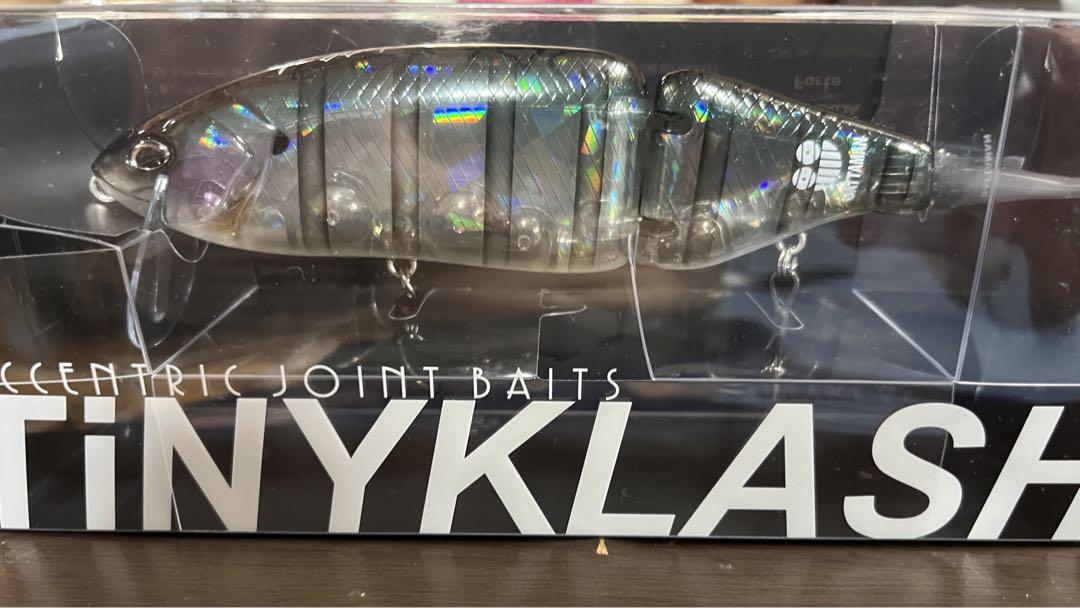 CCENTRIC JOINT BAITS
TiNYKLASH